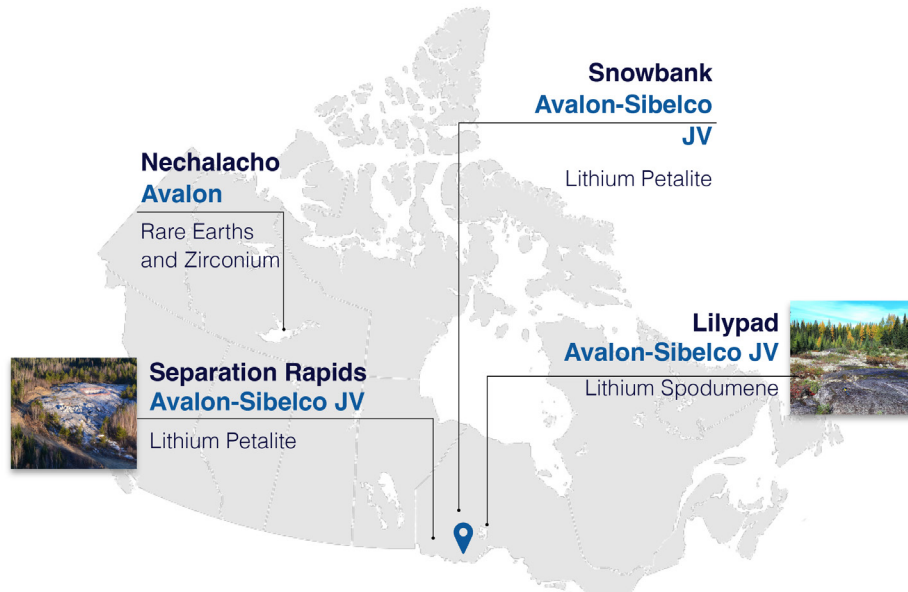 Snowbank
Avalon-Sibelco
JV
Lithium Petalite
Nechalacho
Avalon
Rare Earths
and Zirconium
Lilypad
Avalon-Sibelco JV
Lithium Spodumene
Separation Rapids
Avalon-Sibelco JV
Lithium Petalite